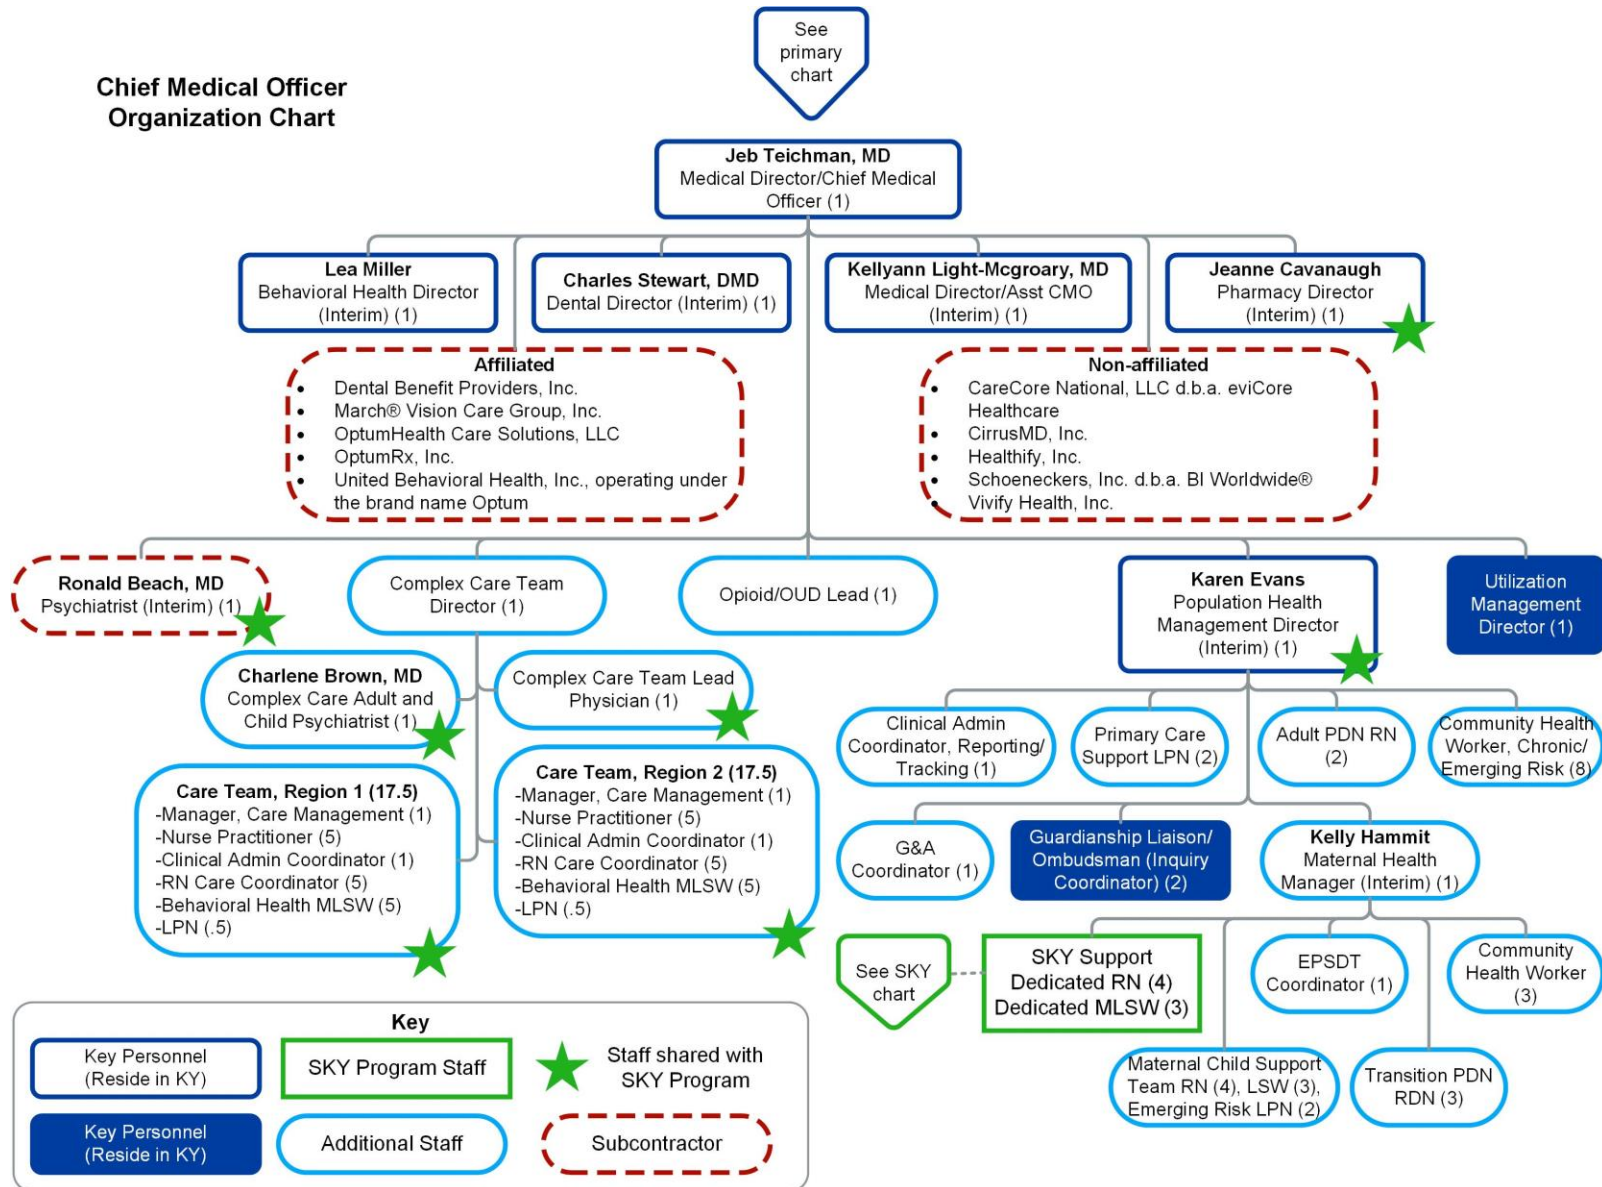 See
primary
chart
Chief Medical Officer
Organization Chart
Jeb Teichman, MD
Medical Director/Chief Medical
Officer (1)
Lea Miller
Behavioral Health Director
(Interim) (1)
Charles Stewart, DMD
Dental Director (Interim) (1)
Kellyann Light-Mcgroary, MD
Medical Director/Asst CMO
(Interim) (1)
Jeanne Cavanaugh
Pharmacy Director
(Interim) (1)
Affiliated
• Dental Benefit Providers, Inc.
• March® Vision Care Group, Inc.
• OptumHealth Care Solutions, LLC
• OptumRx, Inc.
• United Behavioral Health, Inc., operating under
the brand name Optum
Non-affiliated
• CareCore National, LLC d.b.a. eviCore
Healthcare
• CirrusMD, Inc.
• Healthify, Inc.
• Schoeneckers, Inc. d.b.a. BI Worldwide®
• Vivify Health, Inc.
Ronald Beach, MD
Psychiatrist (Interim) (1)
Complex Care Team
Director (1)
Opioid/OUD Lead (1)
Karen Evans
Population Health
Management Director
(Interim) (1)
Utilization
Management
Director (1)
Charlene Brown, MD
Complex Care Adult and
Child Psychiatrist (1)
Complex Care Team Lead
Physician (1)
Care Team, Region 1 (17.5)
-Manager, Care Management (1)
-Nurse Practitioner (5)
-Clinical Admin Coordinator (1)
-RN Care Coordinator (5)
-Behavioral Health MLSW (5)
-LPN (.5)
Care Team, Region 2 (17.5)
-Manager, Care Management (1)
-Nurse Practitioner (5)
-Clinical Admin Coordinator (1)
-RN Care Coordinator (5)
-Behavioral Health MLSW (5)
-LPN (.5)
Clinical Admin
Coordinator, Reporting/
Tracking (1)
Primary Care
Support LPN (2)
Adult PDN RN
(2)
Community Health
Worker, Chronic/
Emerging Risk (8)
G&A
Coordinator (1)
Guardianship Liaison/
Ombudsman (Inquiry
Coordinator) (2)
Kelly Hammit
Maternal Health
Manager (Interim) (1)
See SKY
chart
SKY Support
Dedicated RN (4)
Dedicated MLSW (3)
EPSDT
Coordinator (1)
Community
Health Worker
(3)
Maternal Child Support
Team RN (4), LSW (3),
Emerging Risk LPN (2)
Transition PDN
RDN (3)
Key
Key Personnel
(Reside in KY)
SKY Program Staff
Staff shared with
SKY Program
Key Personnel
(Reside in KY)
Additional Staff
Subcontractor